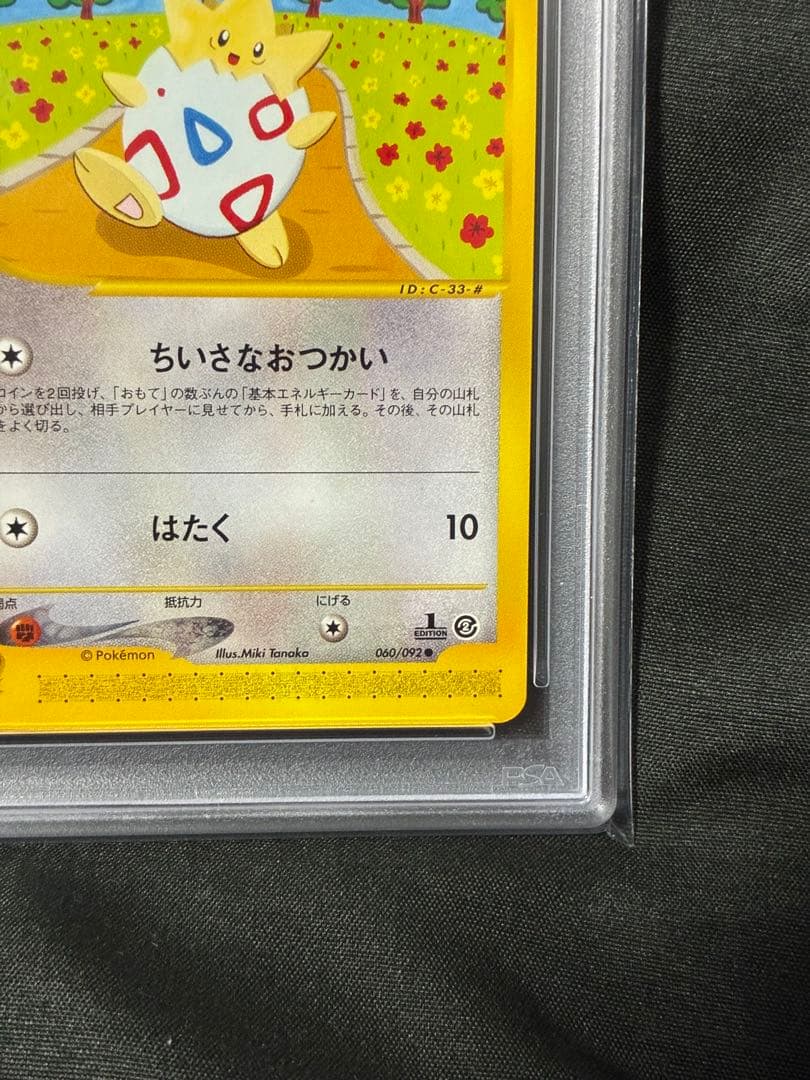 ID:C-33-#
ちいさなおつかい
コインを2回投げ、「おもて」の数ぶんの「基本エネルギーカード」を、自分の山札
から選び出し、相手プレイヤーに見せてから、手札に加える。その後、その山札
をよく切る。
はたく 10
弱点 抵抗力 にげる
1
EDITION
© Pokémon Illus.Miki Tanaka 060/092●
PSA